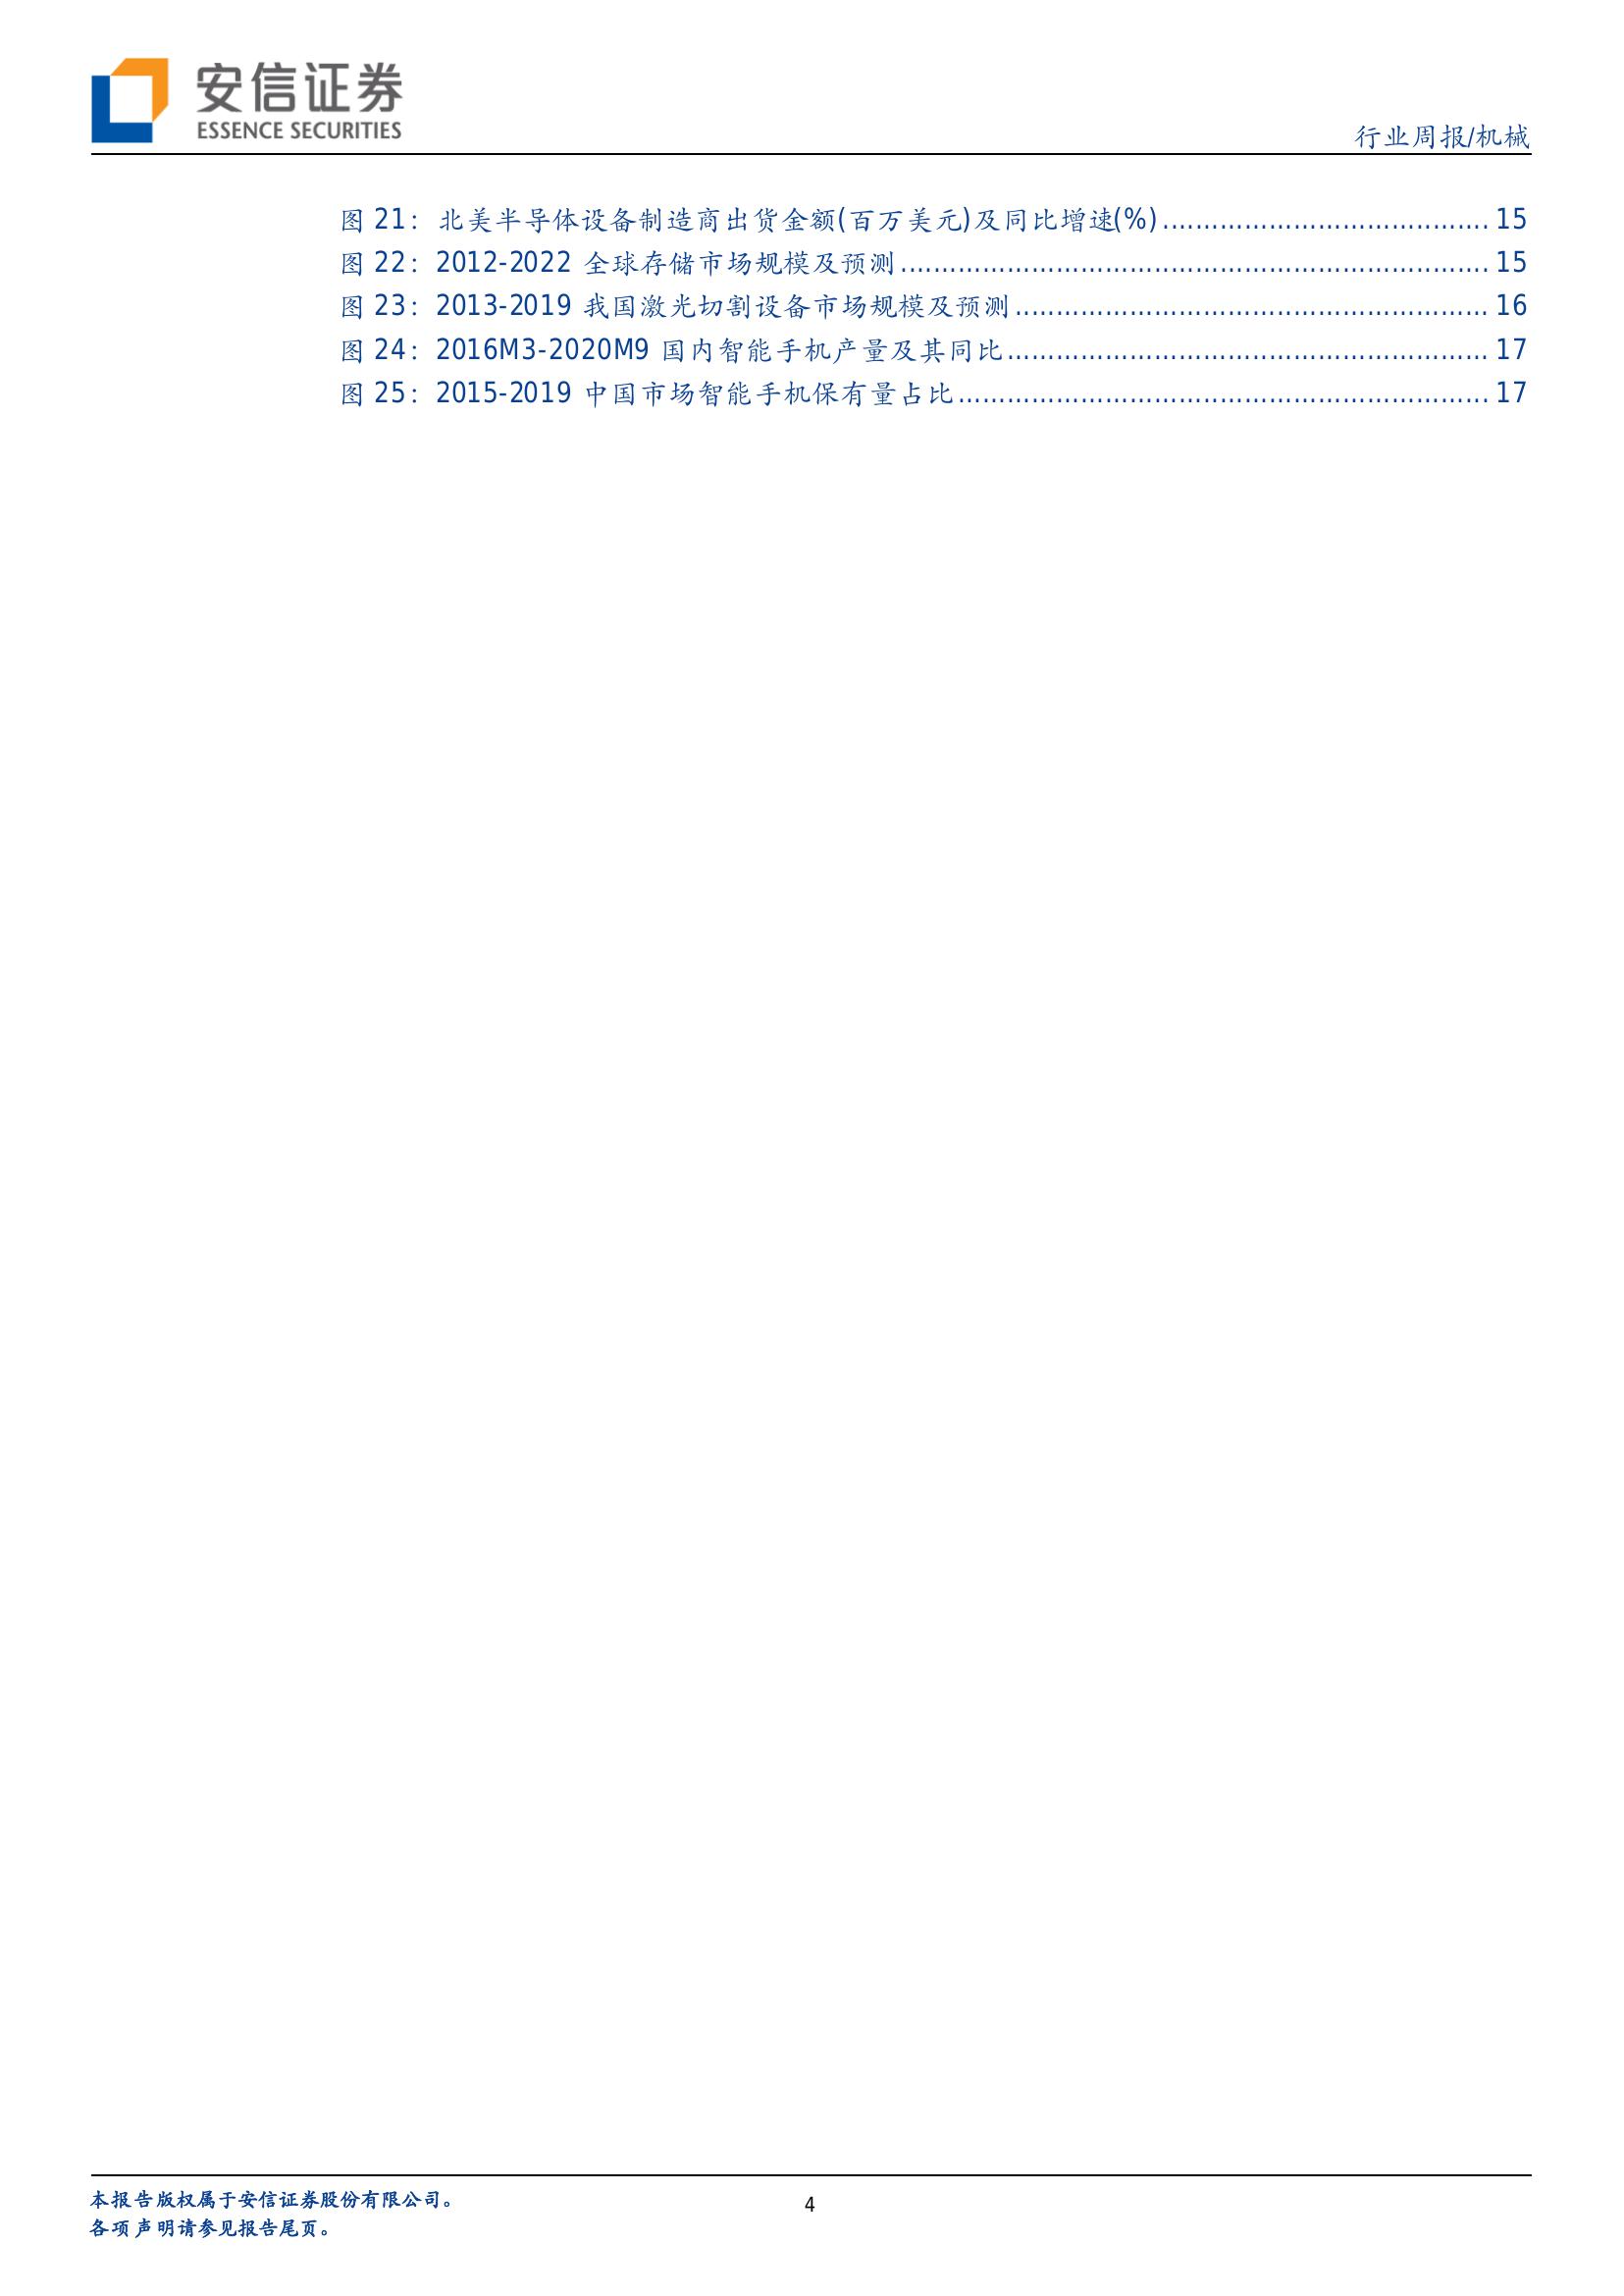 安信证券
ESSENCE SECURITIES
行业周报/机械
图 21：北美半导体设备制造商出货金额(百万美元)及同比增速(%)........................................15
图 22：2012-2022 全球存储市场规模及预测........................................................................15
图 23：2013-2019 我国激光切割设备市场规模及预测..........................................................16
图 24：2016M3-2020M9 国内智能手机产量及其同比...........................................................17
图 25：2015-2019 中国市场智能手机保有量占比.................................................................17
本报告版权属于安信证券股份有限公司。
各项声明请参见报告尾页。
4